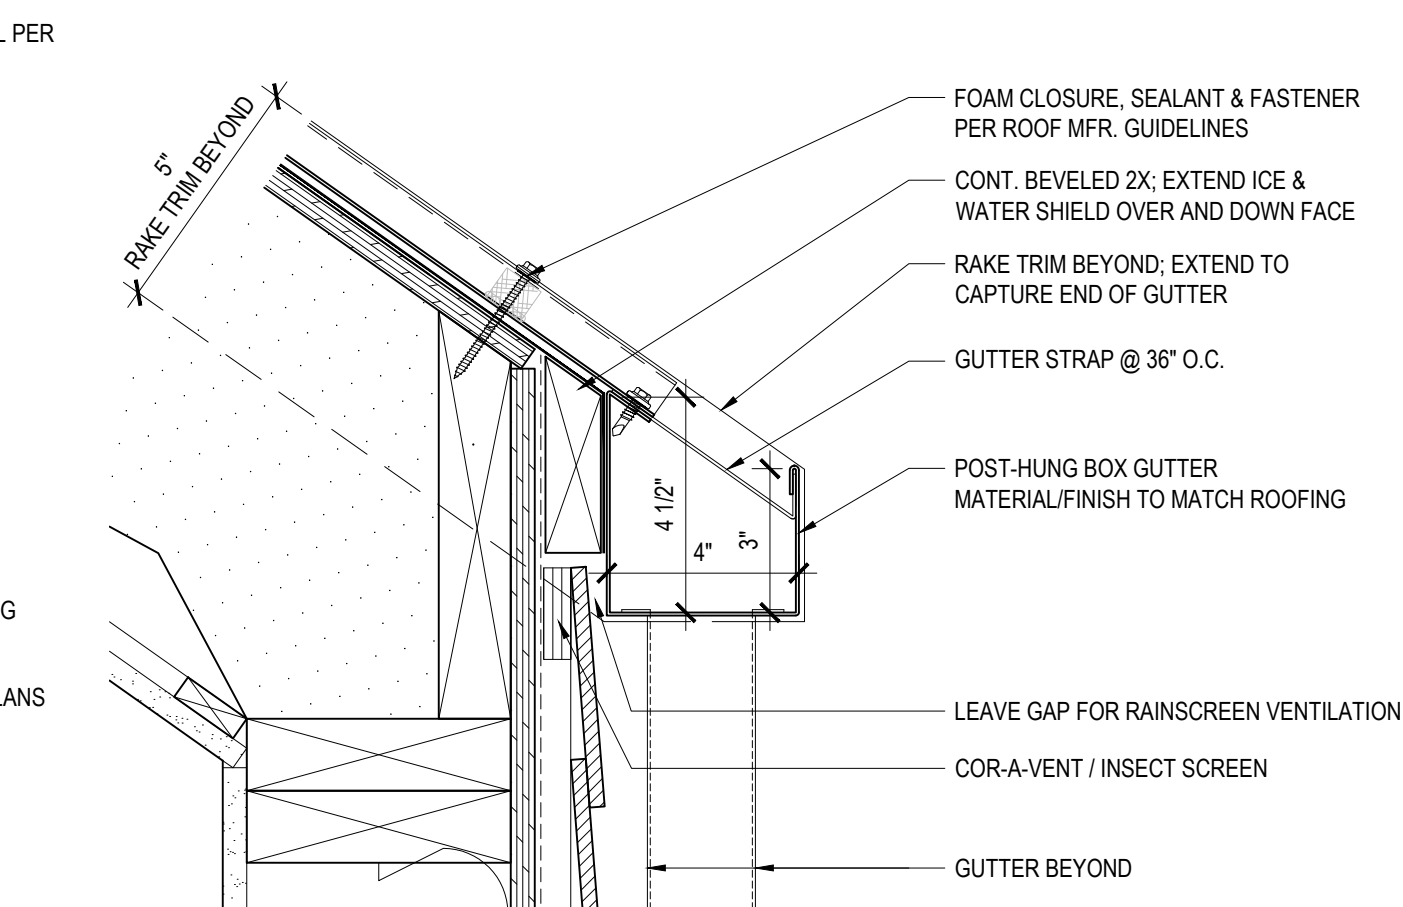 L PER
5"
RAKE TRIM BEYOND
FOAM CLOSURE, SEALANT & FASTENER
PER ROOF MFR. GUIDELINES
CONT. BEVELED 2X; EXTEND ICE &
WATER SHIELD OVER AND DOWN FACE
RAKE TRIM BEYOND; EXTEND TO
CAPTURE END OF GUTTER
GUTTER STRAP @ 36" O.C.
POST-HUNG BOX GUTTER
MATERIAL/FINISH TO MATCH ROOFING
4 1/2"
4"
3"
G
LANS
LEAVE GAP FOR RAINSCREEN VENTILATION
COR-A-VENT / INSECT SCREEN
GUTTER BEYOND